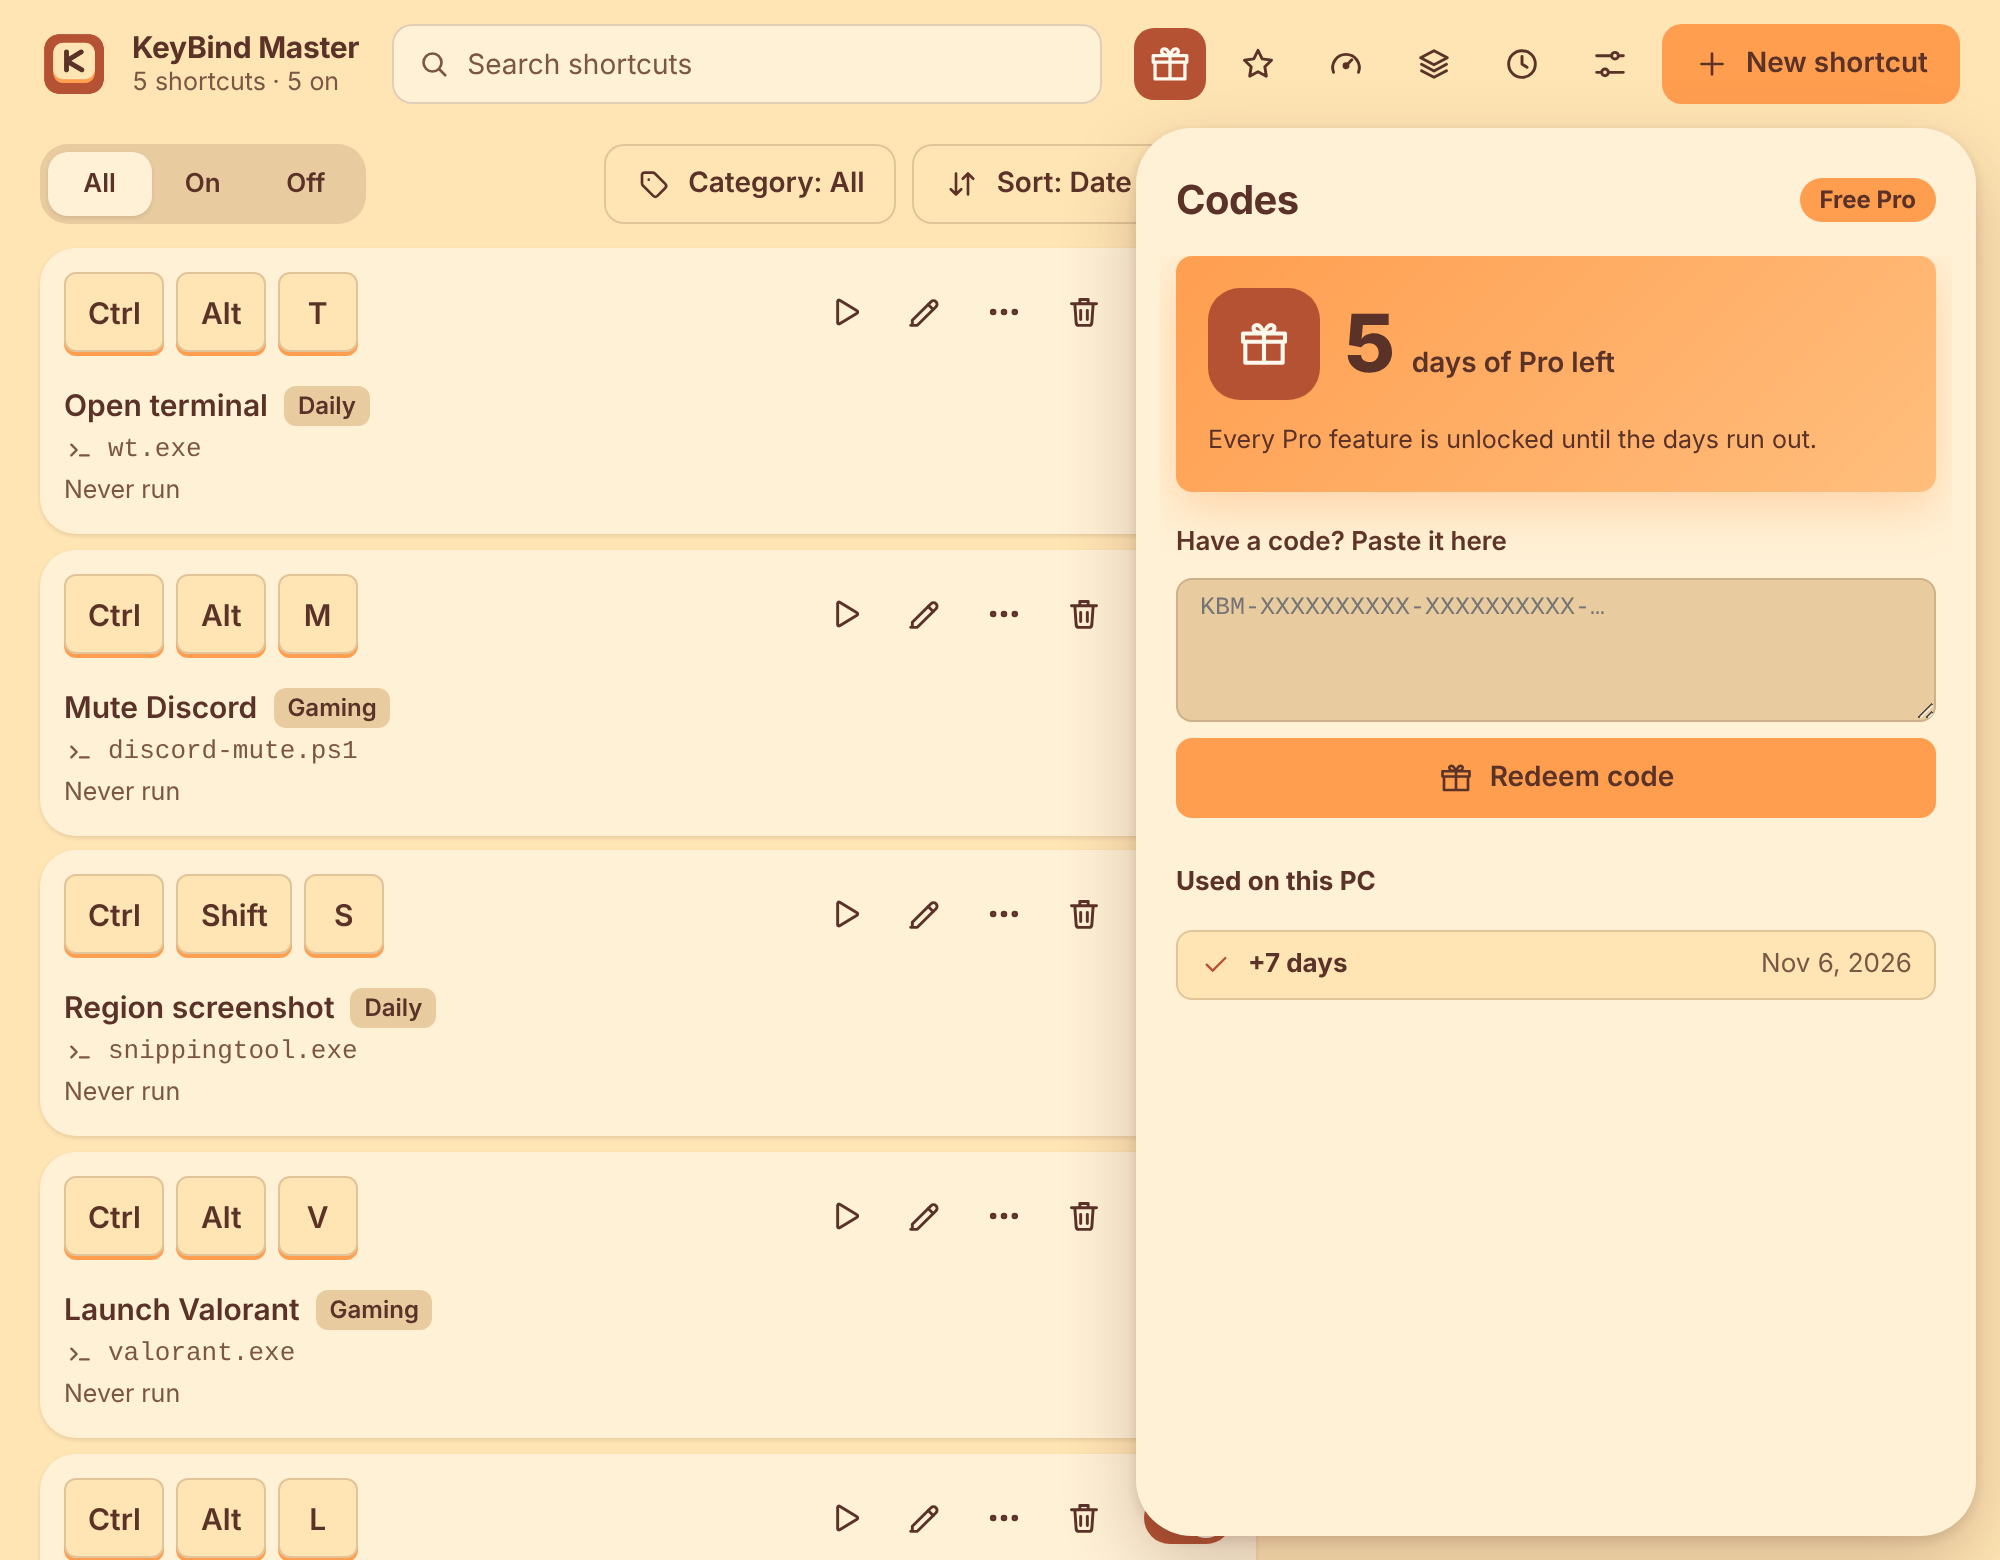 KeyBind Master
5 shortcuts · 5 on
Search shortcuts
New shortcut
All
On
Off
Category: All
Sort: Date
Ctrl Alt T
Open terminal Daily
wt.exe
Never run
Ctrl Alt M
Mute Discord Gaming
discord-mute.ps1
Never run
Ctrl Shift S
Region screenshot Daily
snippingtool.exe
Never run
Ctrl Alt V
Launch Valorant Gaming
valorant.exe
Never run
Ctrl Alt L
Codes
Free Pro
5 days of Pro left
Every Pro feature is unlocked until the days run out.
Have a code? Paste it here
KBM-XXXXXXXXXX-XXXXXXXXXX-…
Redeem code
Used on this PC
+7 days
Nov 6, 2026